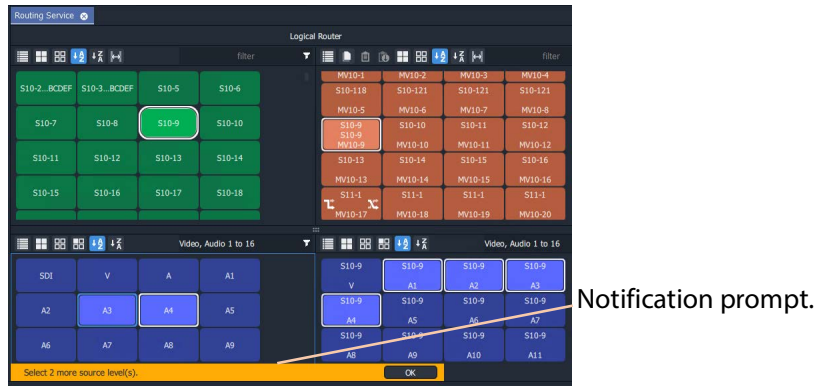 Routing Service
Logical Router
filter
filter
S10-2...BCDEF S10-3...BCDEF S10-5 S10-6
S10-7 S10-8 S10-9 S10-10
S10-11 S10-12 S10-13 S10-14
S10-15 S10-16 S10-17 S10-18
MV10-1 MV10-2 MV10-3 MV10-4
S10-118 S10-121 S10-121 S10-121
MV10-5 MV10-6 MV10-7 MV10-8
S10-9 S10-10 S10-11 S10-12
S10-9
MV10-9 MV10-10 MV10-11 MV10-12
S10-13 S10-14 S10-15 S10-16
MV10-13 MV10-14 MV10-15 MV10-16
S11-1 S11-1 S11-1 S11-1
MV10-17 MV10-18 MV10-19 MV10-20
Video, Audio 1 to 16
Video, Audio 1 to 16
SDI V A A1
A2 A3 A4 A5
A6 A7 A8 A9
S10-9 S10-9 S10-9 S10-9
V A1 A2 A3
S10-9 S10-9 S10-9 S10-9
A4 A5 A6 A7
S10-9 S10-9 S10-9 S10-9
A8 A9 A10 A11
Select 2 more source level(s).
OK
Notification prompt.